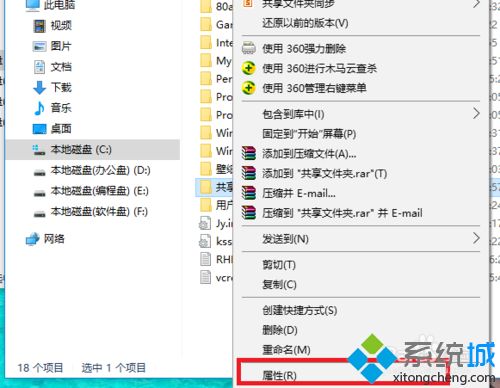 此电脑
视频
图片
文档
下载
音乐
桌面
本地磁盘 (C:)
本地磁盘(办公盘) (D:)
本地磁盘(编程盘) (E:)
本地磁盘(软件盘) (F:)
网络
18 个项目 选中 1 个项目
80a
Gam
Inte
My
Per
Pro
Pro
Win
Win
壁纸
共享
用户
Jy.in
kss
RHI
vcre
共享文件夹同步
还原以前的版本(V)
使用 360强力删除
使用 360进行木马云查杀
使用 360管理右键菜单
包含到库中(I)
固定到"开始"屏幕(P)
添加到压缩文件(A)...
添加到 "共享文件夹.rar"(T)
压缩并 E-mail...
压缩到 "共享文件夹.rar" 并 E-mail
发送到(N)
剪切(T)
复制(C)
创建快捷方式(S)
删除(D)
重命名(M)
属性(R)
系统城
xitongcheng.com